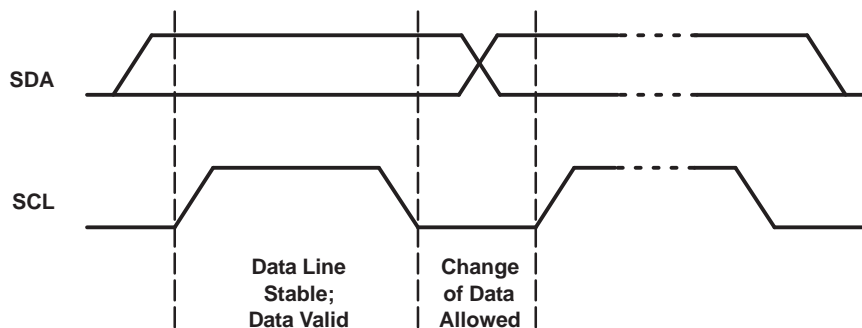 SDA
SCL
Data Line
Stable;
Data Valid
Change
of Data
Allowed